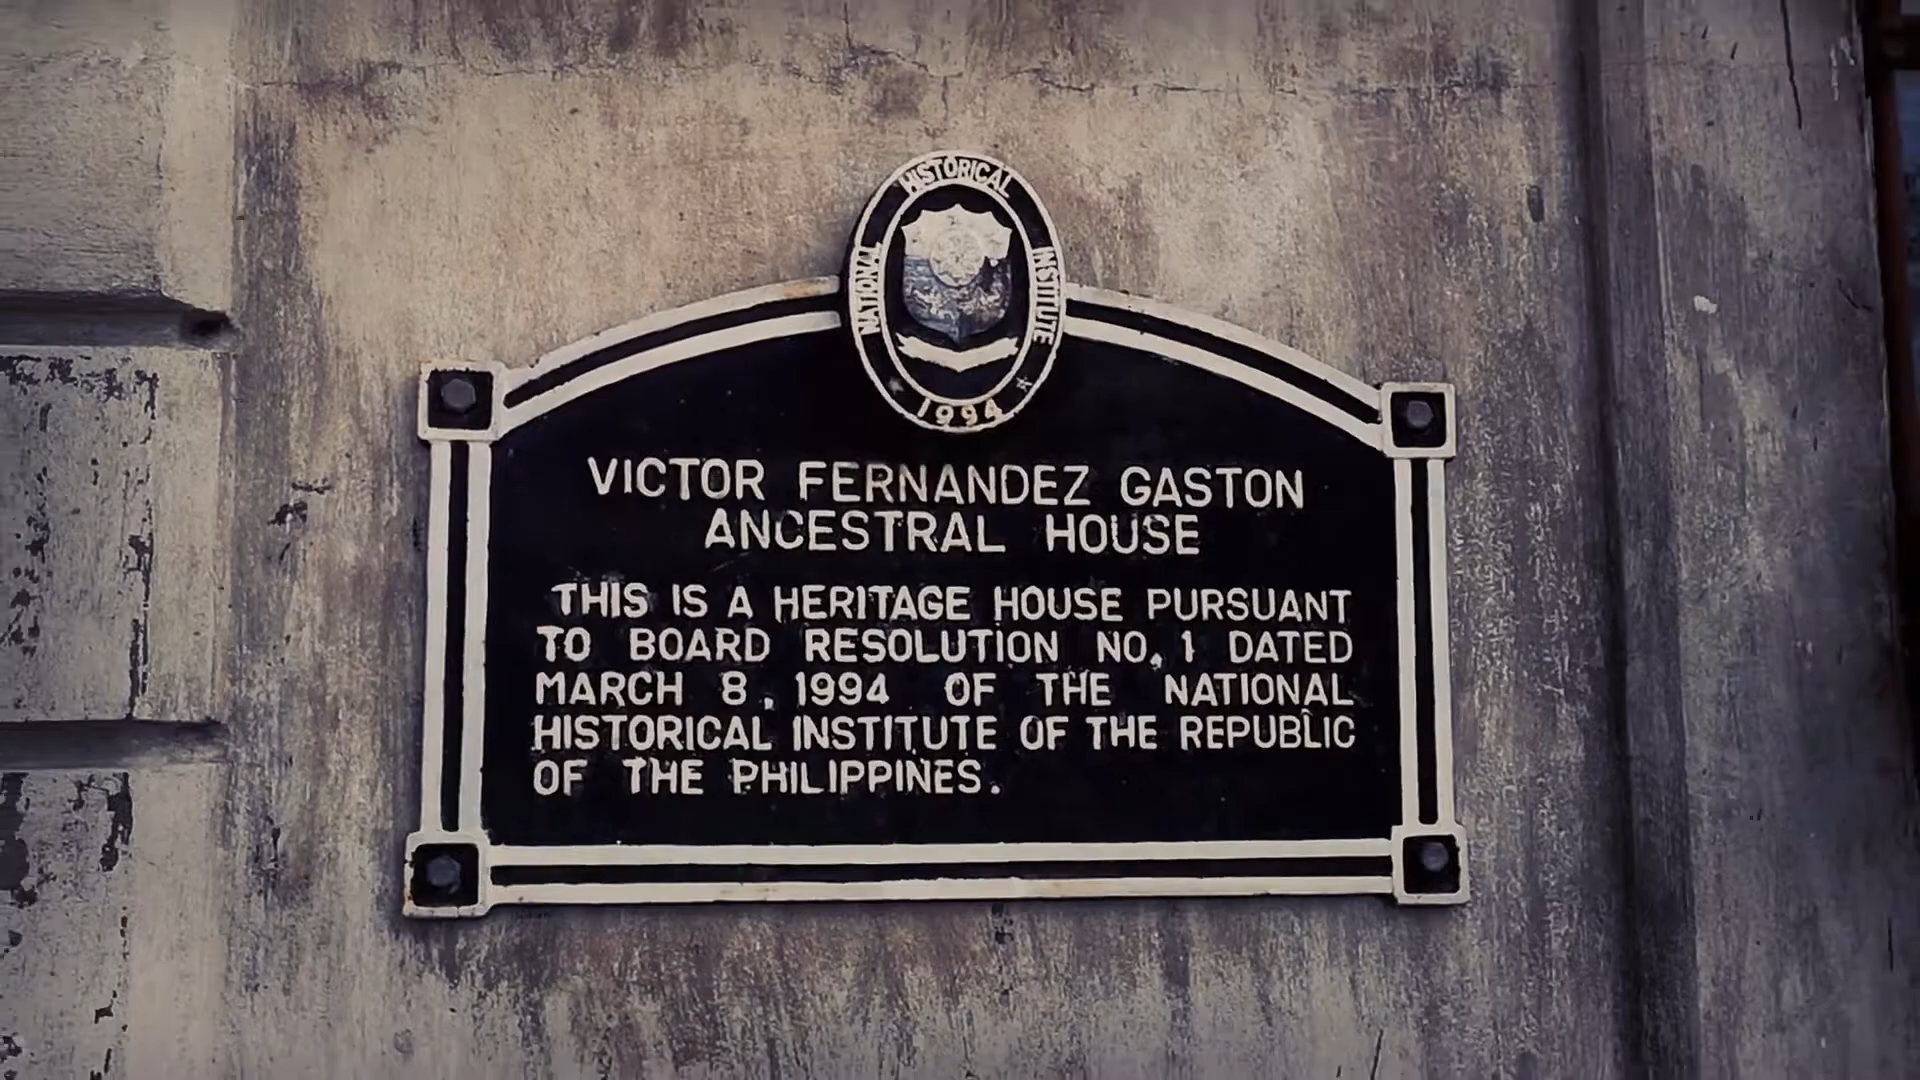 HISTORICAL
NATIONAL
INSTITUTE
1994
VICTOR FERNANDEZ GASTON
ANCESTRAL HOUSE
THIS IS A HERITAGE HOUSE PURSUANT
TO BOARD RESOLUTION NO. 1 DATED
MARCH 8, 1994 OF THE NATIONAL
HISTORICAL INSTITUTE OF THE REPUBLIC
OF THE PHILIPPINES.